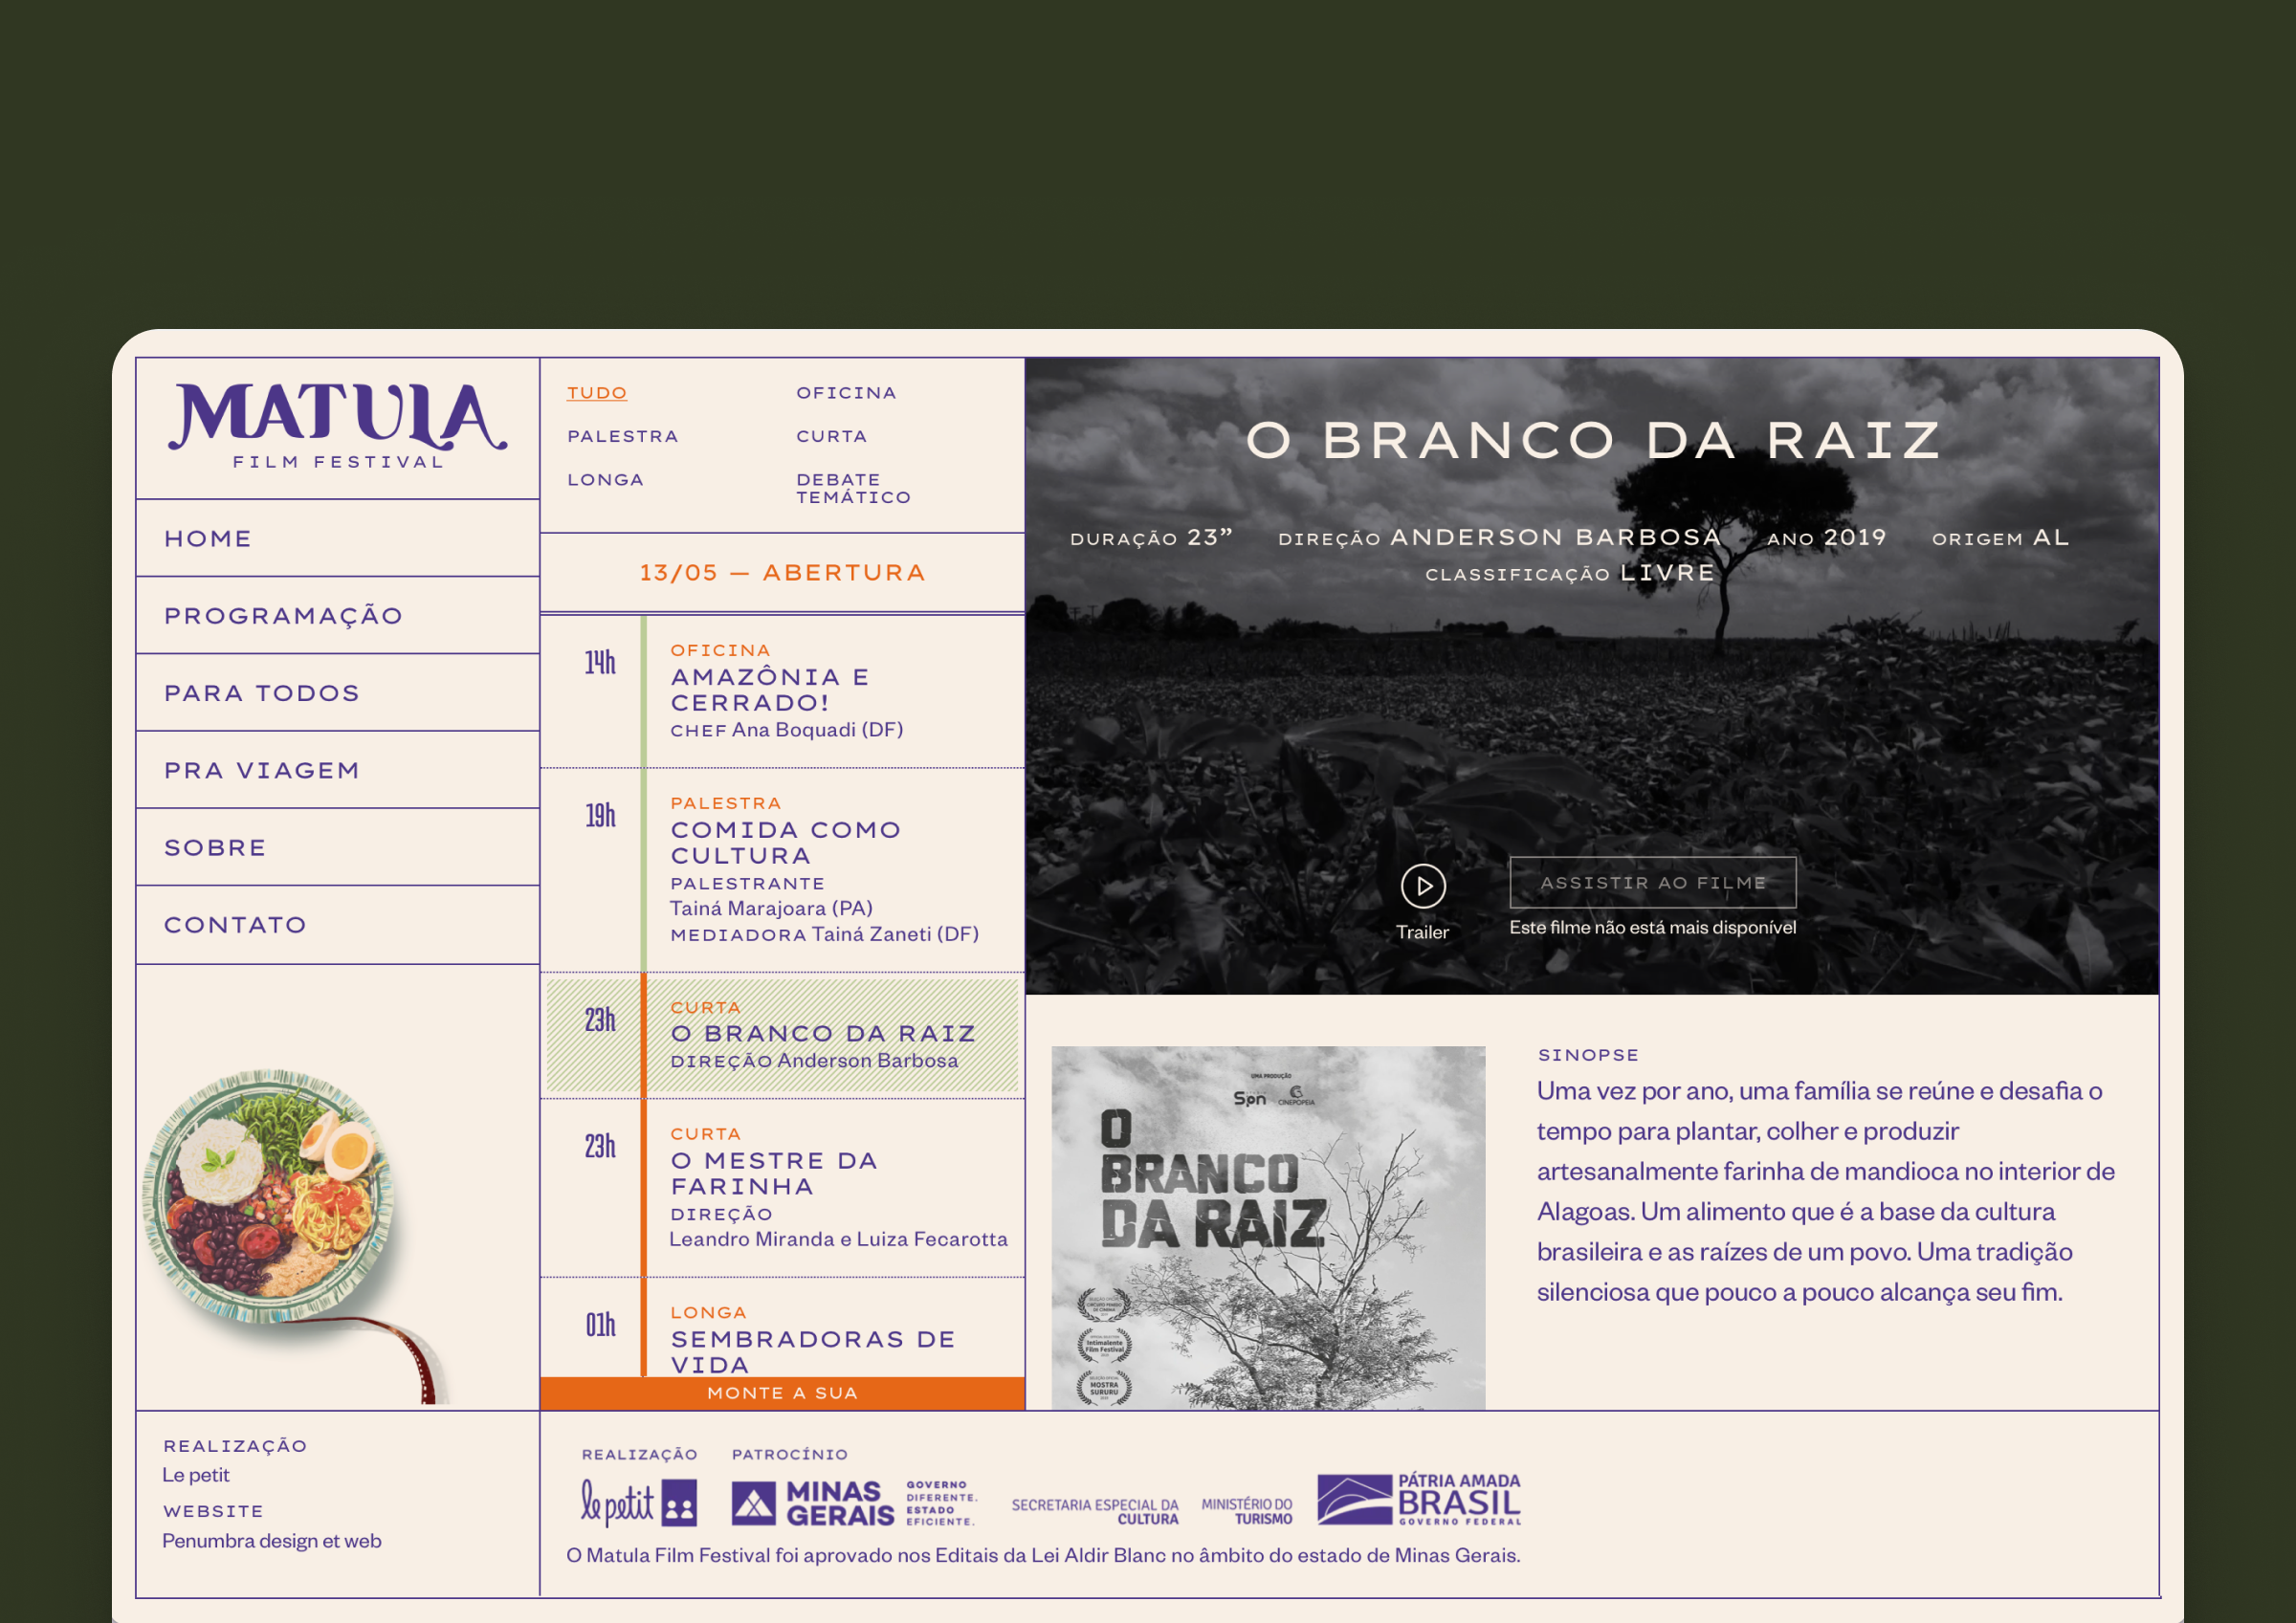 MATULA
FILM FESTIVAL
HOME
PROGRAMAÇÃO
PARA TODOS
PRA VIAGEM
SOBRE
CONTATO
TUDO
OFICINA
PALESTRA
CURTA
LONGA
DEBATE
TEMÁTICO
13/05 — ABERTURA
14h
OFICINA
AMAZÔNIA E
CERRADO!
CHEF Ana Boquadi (DF)
19h
PALESTRA
COMIDA COMO
CULTURA
PALESTRANTE
Tainá Marajoara (PA)
MEDIADORA Tainá Zaneti (DF)
23h
CURTA
O BRANCO DA RAIZ
DIREÇÃO Anderson Barbosa
23h
CURTA
O MESTRE DA
FARINHA
DIREÇÃO
Leandro Miranda e Luiza Fecarotta
01h
LONGA
SEMBRADORAS DE
VIDA
MONTE A SUA
O BRANCO DA RAIZ
DURAÇÃO 23” DIREÇÃO ANDERSON BARBOSA ANO 2019 ORIGEM AL
CLASSIFICAÇÃO LIVRE
Trailer
ASSISTIR AO FILME
Este filme não está mais disponível
UMA PRODUÇÃO
Spn CINEPOPEIA
O
BRANCO
DA RAIZ
Intimalente
Film Festival
MOSTRA
SURURU
SINOPSE
Uma vez por ano, uma família se reúne e desafia o
tempo para plantar, colher e produzir
artesanalmente farinha de mandioca no interior de
Alagoas. Um alimento que é a base da cultura
brasileira e as raízes de um povo. Uma tradição
silenciosa que pouco a pouco alcança seu fim.
REALIZAÇÃO
Le petit
WEBSITE
Penumbra design et web
REALIZAÇÃO
le petit
PATROCÍNIO
MINAS
GERAIS
GOVERNO
DIFERENTE.
ESTADO
EFICIENTE.
SECRETARIA ESPECIAL DA
CULTURA
MINISTÉRIO DO
TURISMO
PÁTRIA AMADA
BRASIL
GOVERNO FEDERAL
O Matula Film Festival foi aprovado nos Editais da Lei Aldir Blanc no âmbito do estado de Minas Gerais.